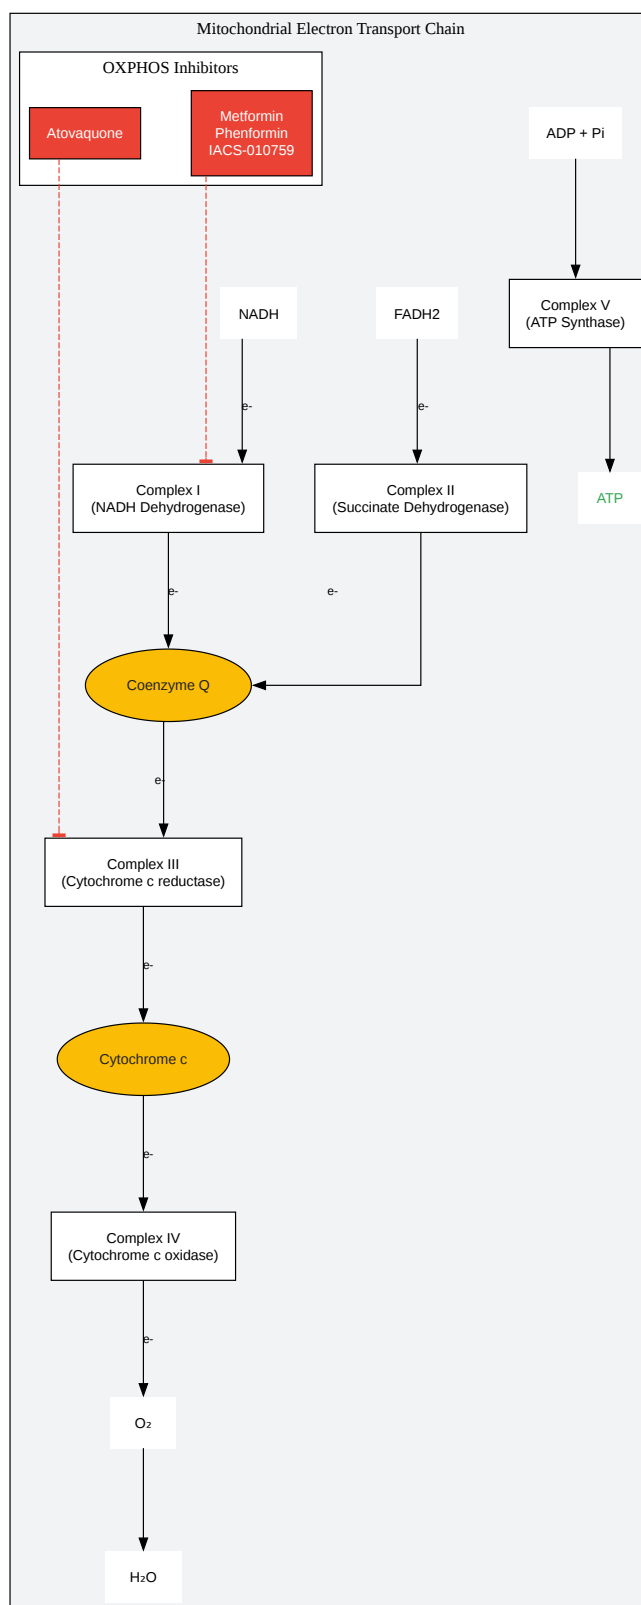 Mitochondrial Electron Transport Chain
OXPHOS Inhibitors
Atovaquone
Metformin
Phenformin
IACS-010759
ADP + Pi
NADH
FADH2
Complex V
(ATP Synthase)
e-
e-
Complex I
(NADH Dehydrogenase)
Complex II
(Succinate Dehydrogenase)
ATP
e-
e-
Coenzyme Q
e-
Complex III
(Cytochrome c reductase)
e-
Cytochrome c
e-
Complex IV
(Cytochrome c oxidase)
e-
O₂
H₂O